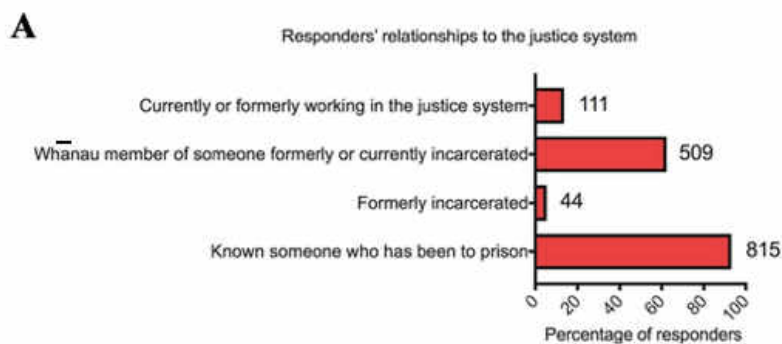 A
Responders' relationships to the justice system
Currently or formerly working in the justice system 111
Whānau member of someone formerly or currently incarcerated 509
Formerly incarcerated 44
Known someone who has been to prison 815
0 20 40 60 80 100
Percentage of responders